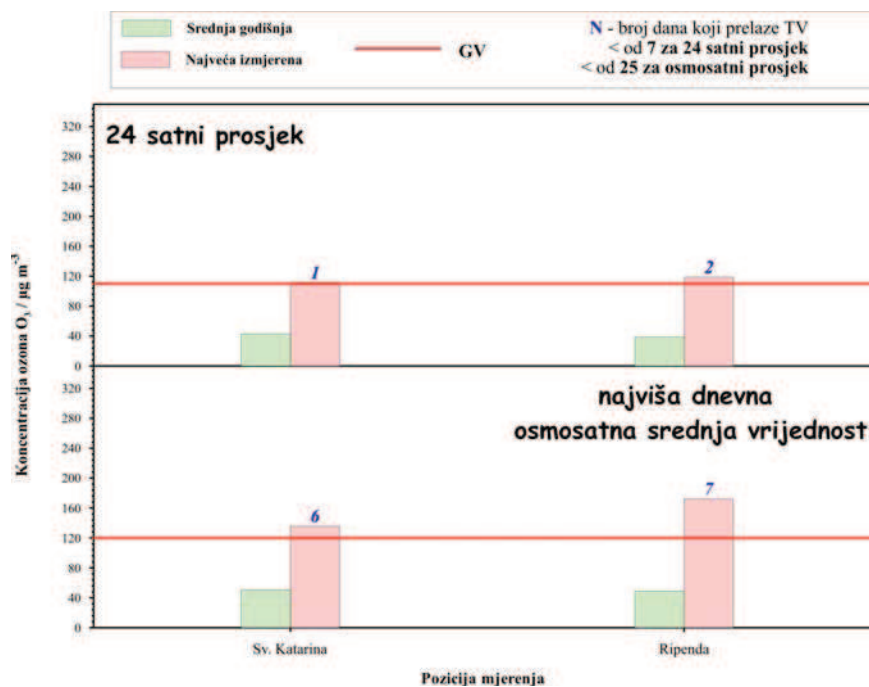 Srednja godišnja
Najveća izmjerena
GV
N - broj dana koji prelaze TV
< od 7 za 24 satni prosjek
< od 25 za osmosatni prosjek
Koncentracija ozona O3 / µg m-3
24 satni prosjek
320
280
240
200
160
120
80
40
0
1
2
najviša dnevna
osmosatna srednja vrijednost
320
280
240
200
160
120
80
40
0
6
7
Sv. Katarina
Ripenda
Pozicija mjerenja